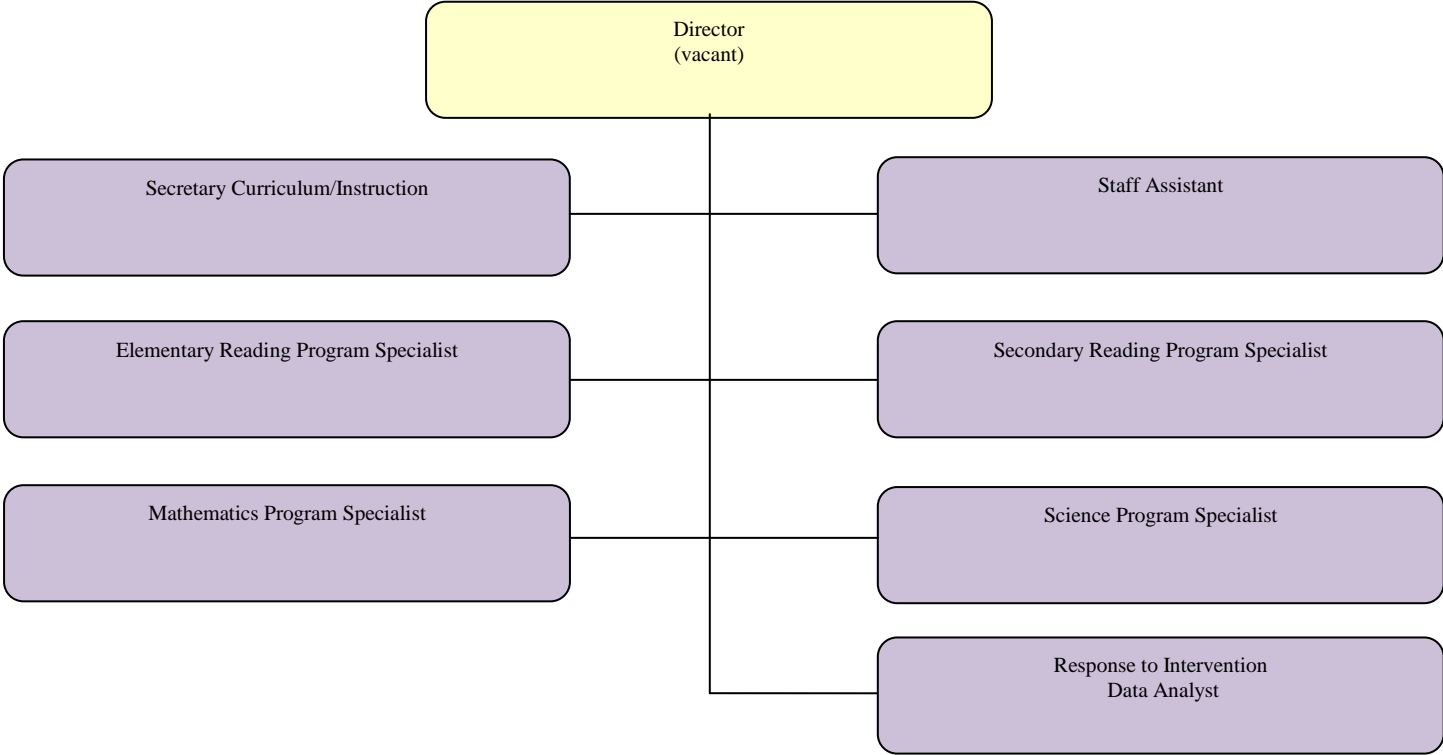 Director
(vacant)
Secretary Curriculum/Instruction
Staff Assistant
Elementary Reading Program Specialist
Secondary Reading Program Specialist
Mathematics Program Specialist
Science Program Specialist
Response to Intervention
Data Analyst